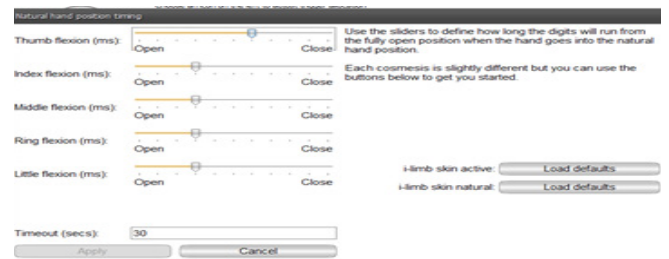 Natural hand position timing
Thumb flexion (ms):
Open Close
Index flexion (ms):
Open Close
Middle flexion (ms):
Open Close
Ring flexion (ms):
Open Close
Little flexion (ms):
Open Close
Timeout (secs): 30
Apply Cancel
Use the sliders to define how long the digits will run from
the fully open position when the hand goes into the natural
hand position.
Each cosmesis is slightly different but you can use the
buttons below to get you started.
i-limb skin active: Load defaults
i-limb skin natural: Load defaults